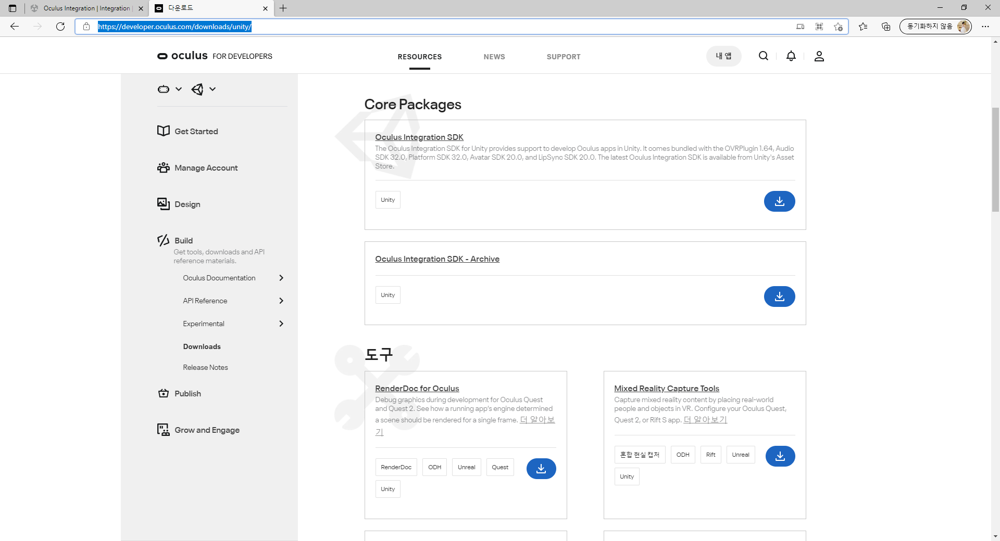 Oculus Integration | Integration |
다운로드
https://developer.oculus.com/downloads/unity/
동기화하지 않음
oculus FOR DEVELOPERS
RESOURCES
NEWS
SUPPORT
내 앱
Get Started
Manage Account
Design
Build
Get tools, downloads and API
reference materials.
Oculus Documentation
API Reference
Experimental
Downloads
Release Notes
Publish
Grow and Engage
Core Packages
Oculus Integration SDK
The Oculus Integration SDK for Unity provides support to develop Oculus apps in Unity. It comes bundled with the OVRPlugin 1.64, Audio
SDK 32.0, Platform SDK 32.0, Avatar SDK 20.0, and LipSync SDK 20.0. The latest Oculus Integration SDK is available from Unity's Asset
Store.
Unity
Oculus Integration SDK - Archive
Unity
도구
RenderDoc for Oculus
Debug graphics during development for Oculus Quest
and Quest 2. See how a running app's engine determined
a scene should be rendered for a single frame. 더 알아보
기
RenderDoc
ODH
Unreal
Quest
Unity
Mixed Reality Capture Tools
Capture mixed reality content by placing real-world
people and objects in VR. Configure your Oculus Quest,
Quest 2, or Rift S app. 더 알아보기
혼합 현실 캡처
ODH
Rift
Unreal
Unity